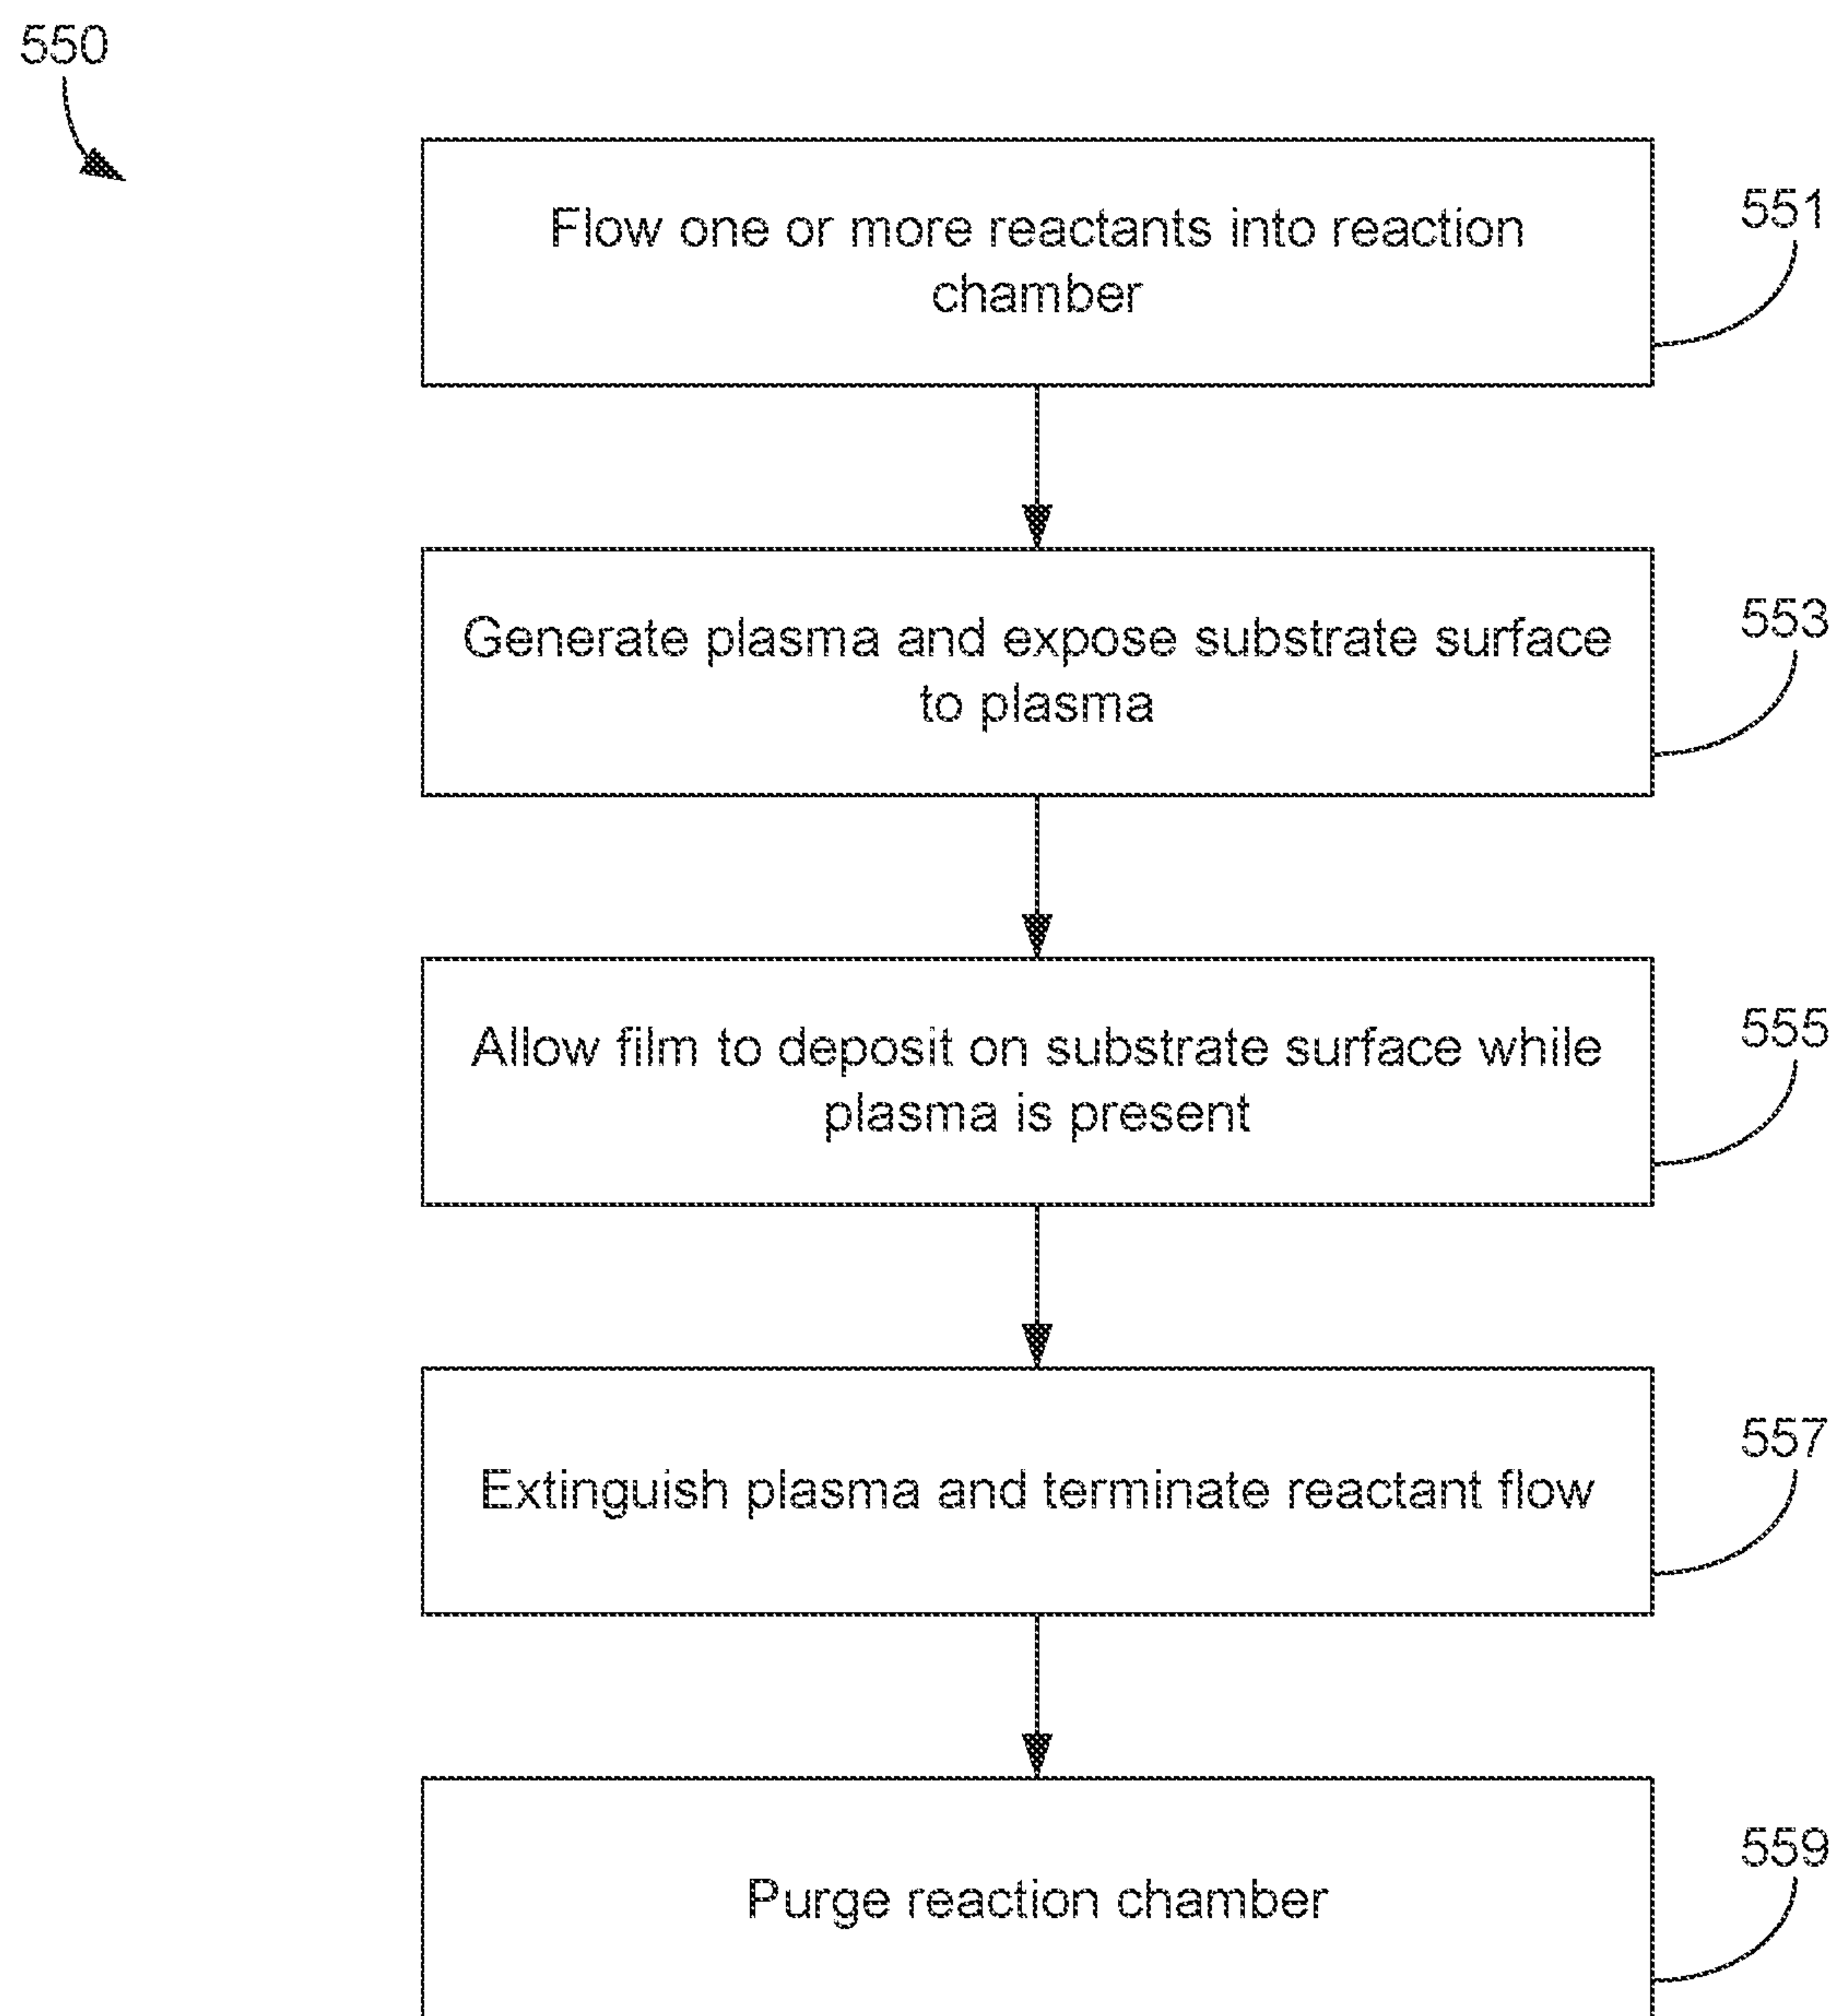 550
Flow one or more reactants into reaction
chamber
551
Generate plasma and expose substrate surface
to plasma
553
Allow film to deposit on substrate surface while
plasma is present
555
Extinguish plasma and terminate reactant flow
557
Purge reaction chamber
559